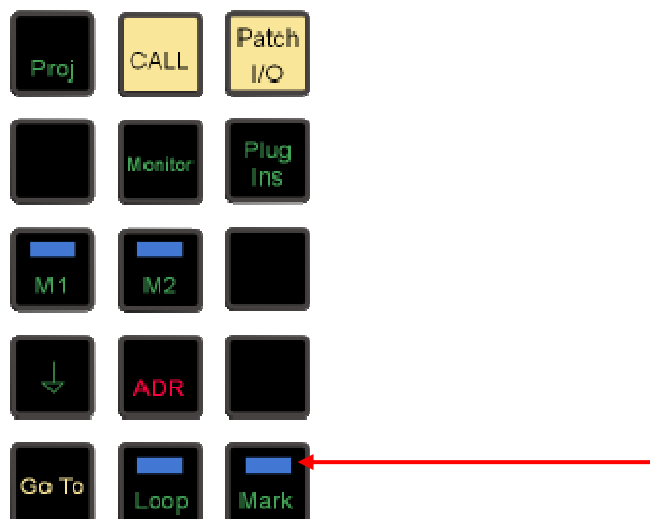 Proj
CALL
Patch
I/O
Monitor
Plug
Ins
M1
M2
ADR
Go To
Loop
Mark